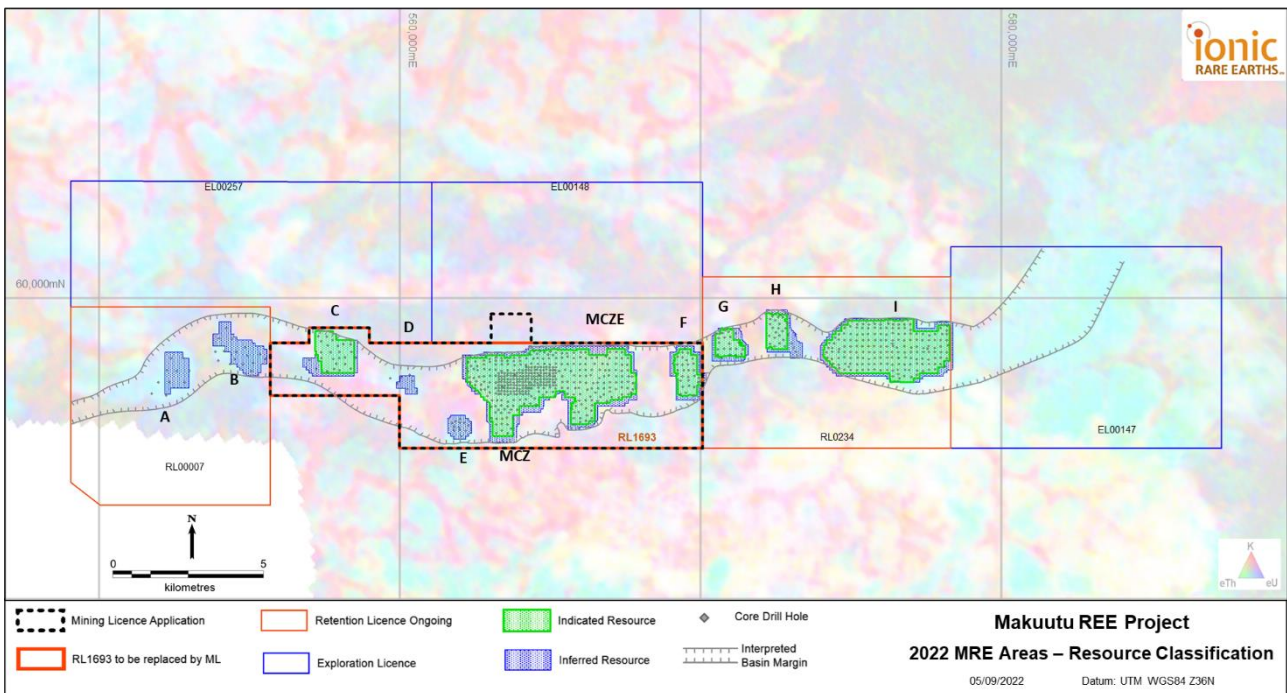 560,000mE
580,000mE
ionic
RARE EARTHS
EL00257
EL00148
60,000mN
C
D
MCZE
F
G
H
I
A
B
E
MCZ
RL1693
RL0234
EL00147
RL00007
N
0 5
kilometres
K
eTh eU
Mining Licence Application
Retention Licence Ongoing
Indicated Resource
Core Drill Hole
RL1693 to be replaced by ML
Exploration Licence
Inferred Resource
Interpreted
Basin Margin
Makuutu REE Project
2022 MRE Areas – Resource Classification
05/09/2022 Datum: UTM WGS84 Z36N